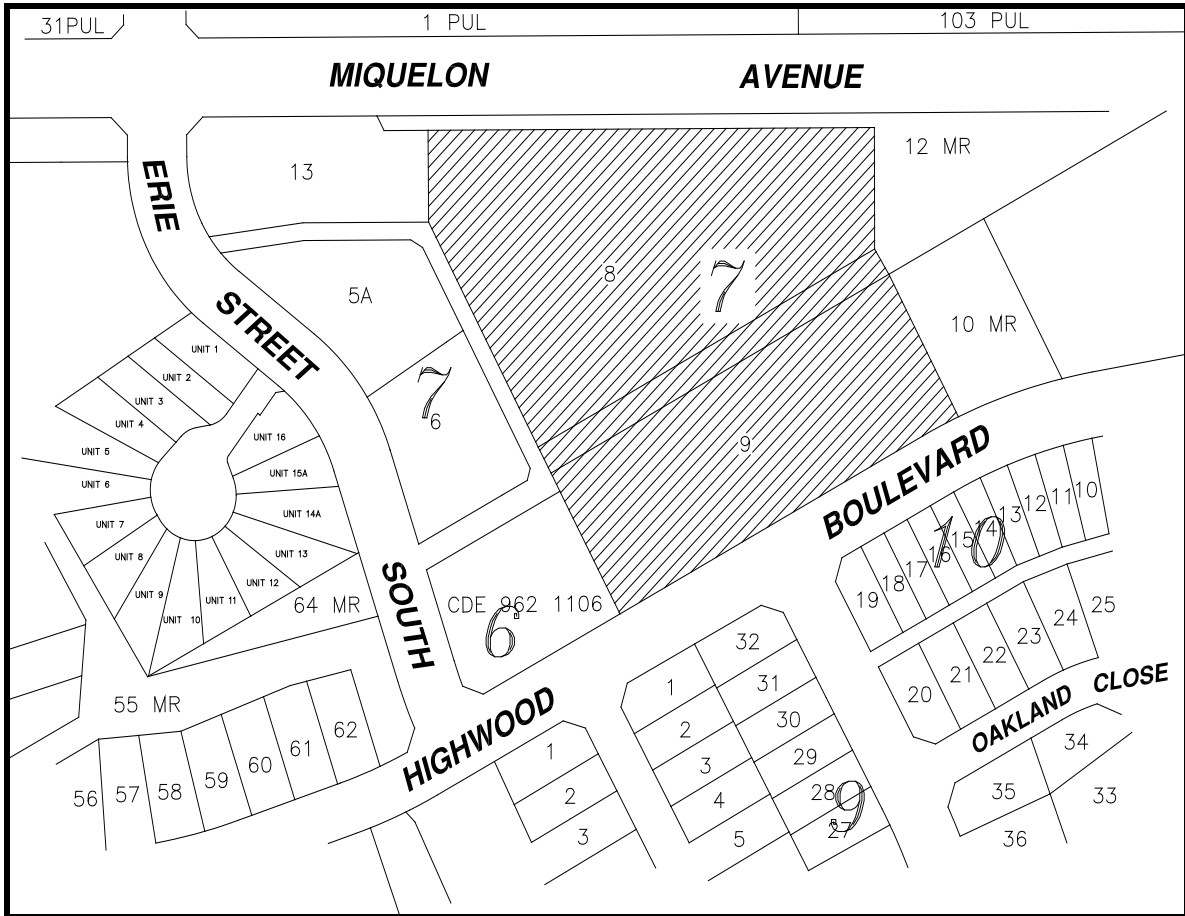 31PUL
1 PUL
103 PUL
MIQUELON AVENUE
12 MR
13
ERIE
STREET
SOUTH
8
7
5A
10 MR
7
6
9
UNIT 1
UNIT 2
UNIT 3
UNIT 4
UNIT 5
UNIT 6
UNIT 7
UNIT 8
UNIT 9
UNIT 10
UNIT 11
UNIT 12
UNIT 13
UNIT 14A
UNIT 15A
UNIT 16
64 MR
CDE 962 1106
6
55 MR
HIGHWOOD
BOULEVARD
10
19
18
17
16
15
14
13
12
11
10
20
21
22
23
24
25
OAKLAND CLOSE
34
35
33
36
56
57
58
59
60
61
62
1
2
3
1
2
3
4
5
32
31
30
29
28
27
9